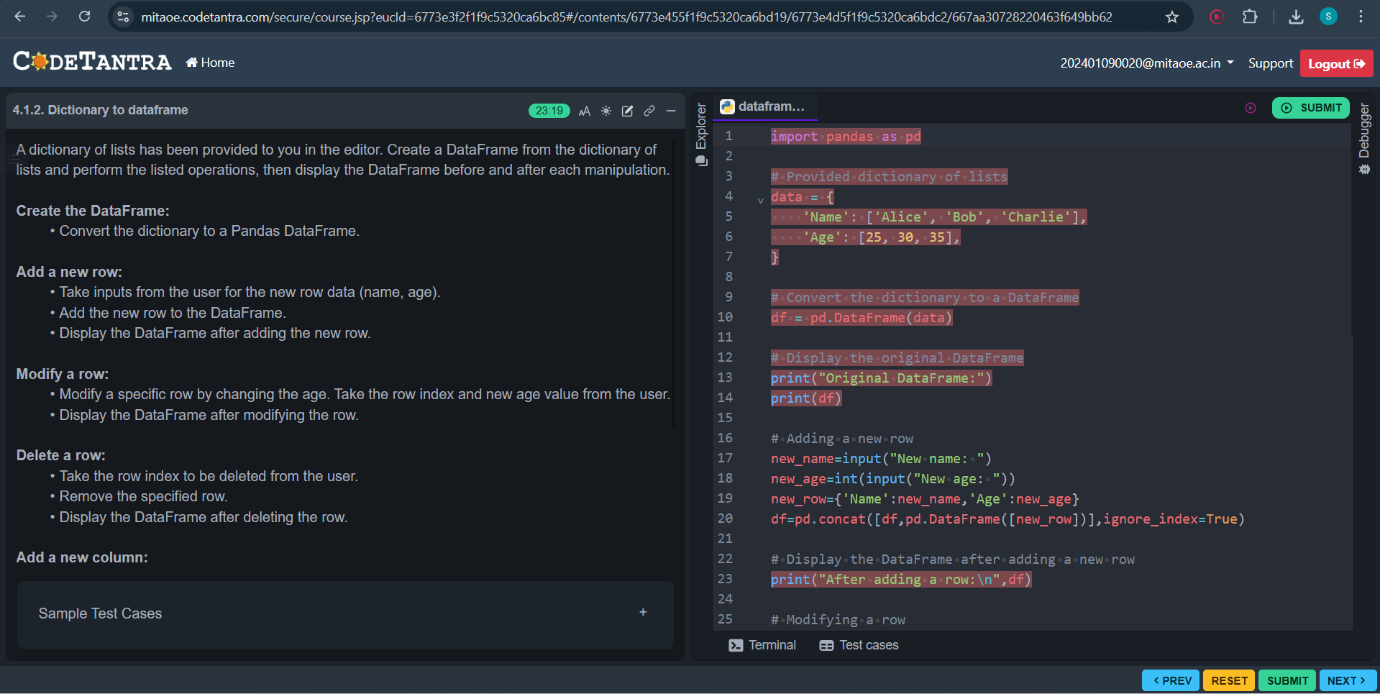 mitaoe.codetantra.com/secure/course.jsp?eucId=6773e3f2f1f9c5320ca6bc85#/contents/6773e455f1f9c5320ca6bd19/6773e4d5f1f9c5320ca6bdc2/667aa30728220463f649bb62
S
CODETANTRA
Home
202401090020@mitaoe.ac.in
Support
Logout
4.1.2. Dictionary to dataframe
23:19
AA
A dictionary of lists has been provided to you in the editor. Create a DataFrame from the dictionary of
lists and perform the listed operations, then display the DataFrame before and after each manipulation.
Create the DataFrame:
• Convert the dictionary to a Pandas DataFrame.
Add a new row:
• Take inputs from the user for the new row data (name, age).
• Add the new row to the DataFrame.
• Display the DataFrame after adding the new row.
Modify a row:
• Modify a specific row by changing the age. Take the row index and new age value from the user.
• Display the DataFrame after modifying the row.
Delete a row:
• Take the row index to be deleted from the user.
• Remove the specified row.
• Display the DataFrame after deleting the row.
Add a new column:
Sample Test Cases
+
Explorer
datafram...
SUBMIT
Debugger
1 import pandas as pd
2
3 # Provided dictionary of lists
4 data = {
5     'Name': ['Alice', 'Bob', 'Charlie'],
6     'Age': [25, 30, 35],
7 }
8
9 # Convert the dictionary to a DataFrame
10 df = pd.DataFrame(data)
11
12 # Display the original DataFrame
13 print("Original DataFrame:")
14 print(df)
15
16 # Adding a new row
17 new_name=input("New name: ")
18 new_age=int(input("New age: "))
19 new_row={'Name':new_name,'Age':new_age}
20 df=pd.concat([df,pd.DataFrame([new_row])],ignore_index=True)
21
22 # Display the DataFrame after adding a new row
23 print("After adding a row:\n",df)
24
25 # Modifying a row
Terminal
Test cases
< PREV
RESET
SUBMIT
NEXT >